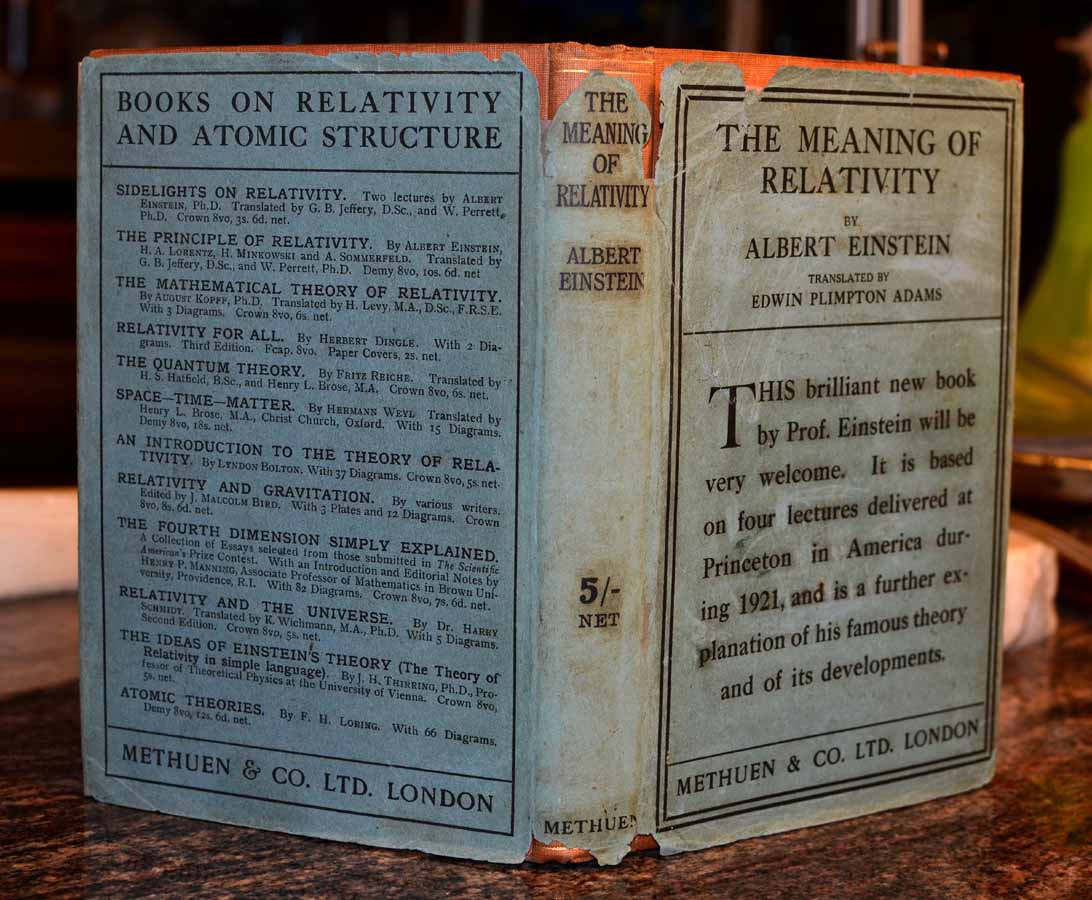 BOOKS ON RELATIVITY
AND ATOMIC STRUCTURE
SIDELIGHTS ON RELATIVITY. Two lectures by ALBERT
EINSTEIN, Ph.D. Translated by G. B. Jeffery, D.Sc., and W. Perrett,
Ph.D. Crown 8vo, 3s. 6d. net.
THE PRINCIPLE OF RELATIVITY. By ALBERT EINSTEIN,
H. A. LORENTZ, H. MINKOWSKI and A. SOMMERFELD. Translated by
G. B. Jeffery, D.Sc., and W. Perrett, Ph.D. Demy 8vo, 10s. 6d. net
THE MATHEMATICAL THEORY OF RELATIVITY.
By AUGUST KOPFF, Ph.D. Translated by H. Levy, M.A., D.Sc., F.R.S.E.
With 3 Diagrams. Crown 8vo, 6s. net.
RELATIVITY FOR ALL. By HERBERT DINGLE. With 2 Dia-
grams. Third Edition. Fcap. 8vo. Paper Covers, 2s. net.
THE QUANTUM THEORY. By FRITZ REICHE. Translated by
H. S. Hatfield, B.Sc., and Henry L. Brose, M.A. Crown 8vo, 6s. net.
SPACE—TIME—MATTER. By HERMANN WEYL Translated by
Henry L. Brose, M.A., Christ Church, Oxford. With 15 Diagrams.
Demy 8vo, 18s. net.
AN INTRODUCTION TO THE THEORY OF RELA-
TIVITY. By LYNDON BOLTON. With 37 Diagrams. Crown 8vo, 5s. net.
RELATIVITY AND GRAVITATION. By various writers.
Edited by J. MALCOLM BIRD. With 3 Plates and 12 Diagrams. Crown
8vo, 8s. 6d. net.
THE FOURTH DIMENSION SIMPLY EXPLAINED.
A Collection of Essays selected from those submitted in The Scientific
American's Prize Contest. With an Introduction and Editorial Notes by
HENRY P. MANNING, Associate Professor of Mathematics in Brown Uni-
versity, Providence, R.I. With 82 Diagrams. Crown 8vo, 7s. 6d. net.
RELATIVITY AND THE UNIVERSE. By Dr. HARRY
SCHMIDT. Translated by K. Wichmann, M.A., Ph.D. With 5 Diagrams.
Second Edition. Crown 8vo, 5s. net.
THE IDEAS OF EINSTEIN'S THEORY (The Theory of
Relativity in simple language). By J. H. THIRRING, Ph.D., Pro-
fessor of Theoretical Physics at the University of Vienna. Crown 8vo,
5s. net.
ATOMIC THEORIES. By F. H. LORING. With 66 Diagrams.
Demy 8vo, 12s. 6d. net.
METHUEN & CO. LTD. LONDON
THE
MEANING
OF
RELATIVITY
ALBERT
EINSTEIN
5/-
NET
METHUEN
THE MEANING OF
RELATIVITY
BY
ALBERT EINSTEIN
TRANSLATED BY
EDWIN PLIMPTON ADAMS
THIS brilliant new book
by Prof. Einstein will be
very welcome. It is based
on four lectures delivered at
Princeton in America dur-
ing 1921, and is a further ex-
planation of his famous theory
and of its developments.
METHUEN & CO. LTD. LONDON